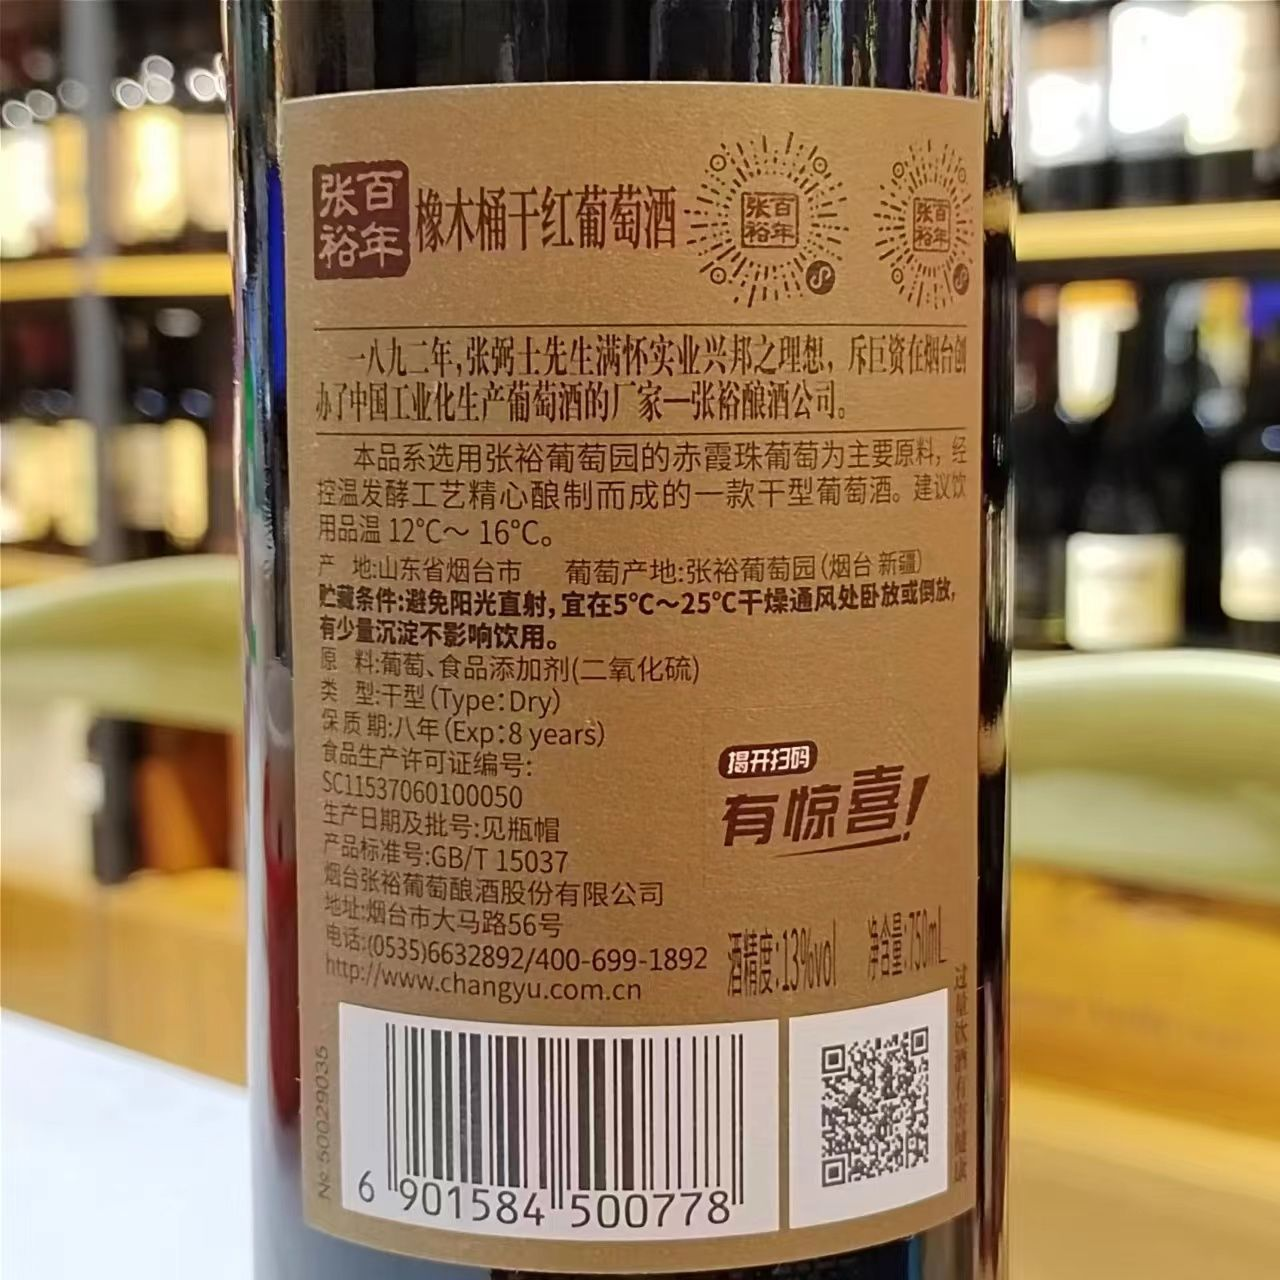 百年张裕 橡木桶干红葡萄酒
百年张裕
百年张裕
一八九二年,张弼士先生满怀实业兴邦之理想，斥巨资在烟台创
办了中国工业化生产葡萄酒的厂家—张裕酿酒公司。
本品系选用张裕葡萄园的赤霞珠葡萄为主要原料，经
控温发酵工艺精心酿制而成的一款干型葡萄酒。建议饮
用品温 12°C～ 16°C。
产 地:山东省烟台市 葡萄产地:张裕葡萄园(烟台 新疆)
贮藏条件:避免阳光直射，宜在5°C～25°C干燥通风处卧放或倒放，
有少量沉淀不影响饮用。
原 料:葡萄、食品添加剂(二氧化硫)
类 型:干型(Type:Dry)
保质期:八年(Exp:8 years)
食品生产许可证编号:
SC11537060100050
生产日期及批号:见瓶帽
产品标准号:GB/T 15037
烟台张裕葡萄酿酒股份有限公司
地址:烟台市大马路56号
电话:(0535)6632892/400-699-1892
http://www.changyu.com.cn
揭开扫码
有惊喜!
酒精度:13%vol 净含量:750mL
过量饮酒有害健康
№ 50029035
6 901584 500778